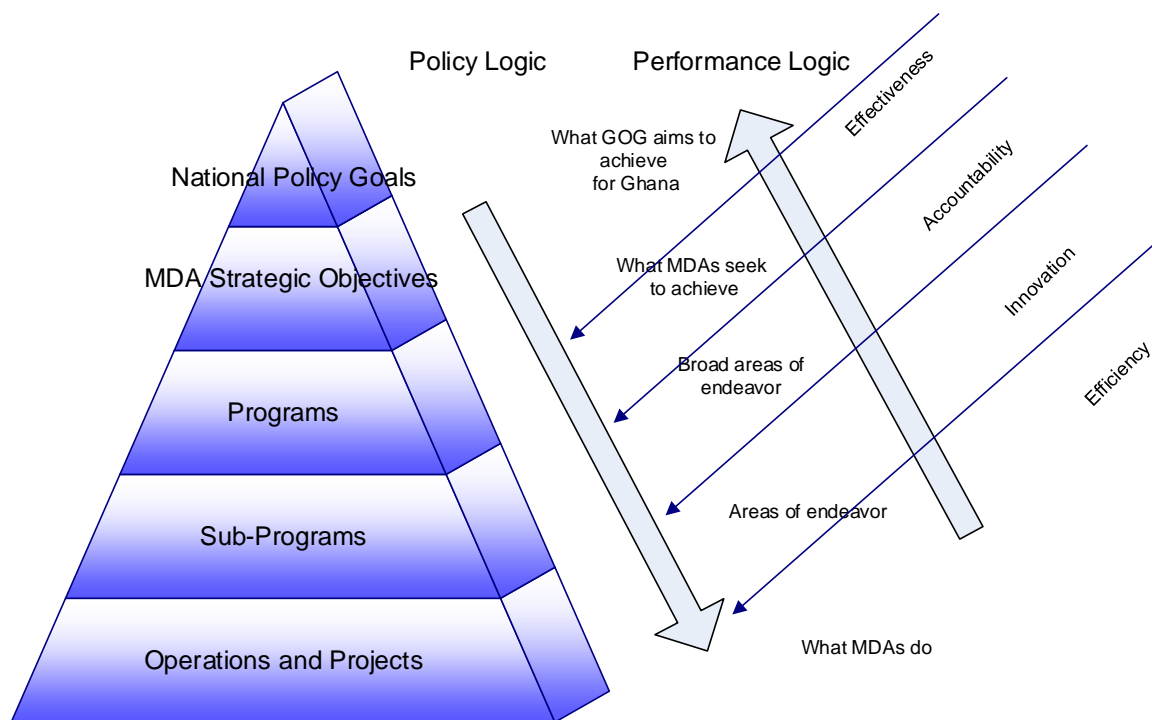 Policy Logic
Performance Logic
National Policy Goals
MDA Strategic Objectives
Programs
Sub-Programs
Operations and Projects
What GOG aims to
achieve
for Ghana
What MDAs seek
to achieve
Broad areas of
endeavor
Areas of endeavor
What MDAs do
Effectiveness
Accountability
Innovation
Efficiency